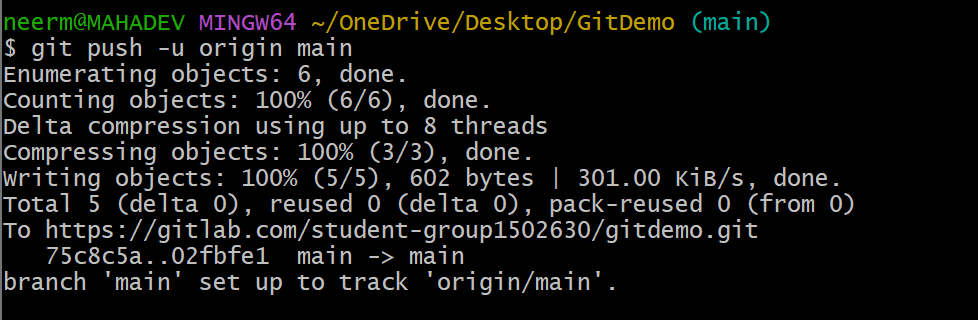 neerm@MAHADEV MINGW64 ~/OneDrive/Desktop/GitDemo (main)
$ git push -u origin main
Enumerating objects: 6, done.
Counting objects: 100% (6/6), done.
Delta compression using up to 8 threads
Compressing objects: 100% (3/3), done.
Writing objects: 100% (5/5), 602 bytes | 301.00 KiB/s, done.
Total 5 (delta 0), reused 0 (delta 0), pack-reused 0 (from 0)
To https://gitlab.com/student-group1502630/gitdemo.git
   75c8c5a..02fbfe1  main -> main
branch 'main' set up to track 'origin/main'.